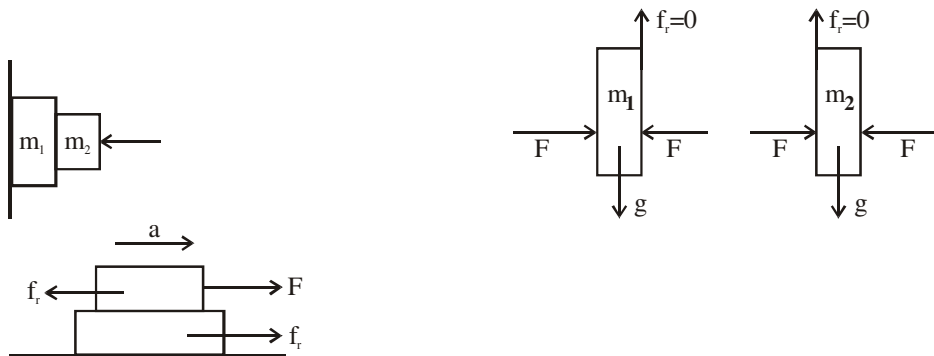 fᵣ=0 fᵣ=0
m₁ m₂ m₁ m₂
F F F F
g g
a
fᵣ F
fᵣ